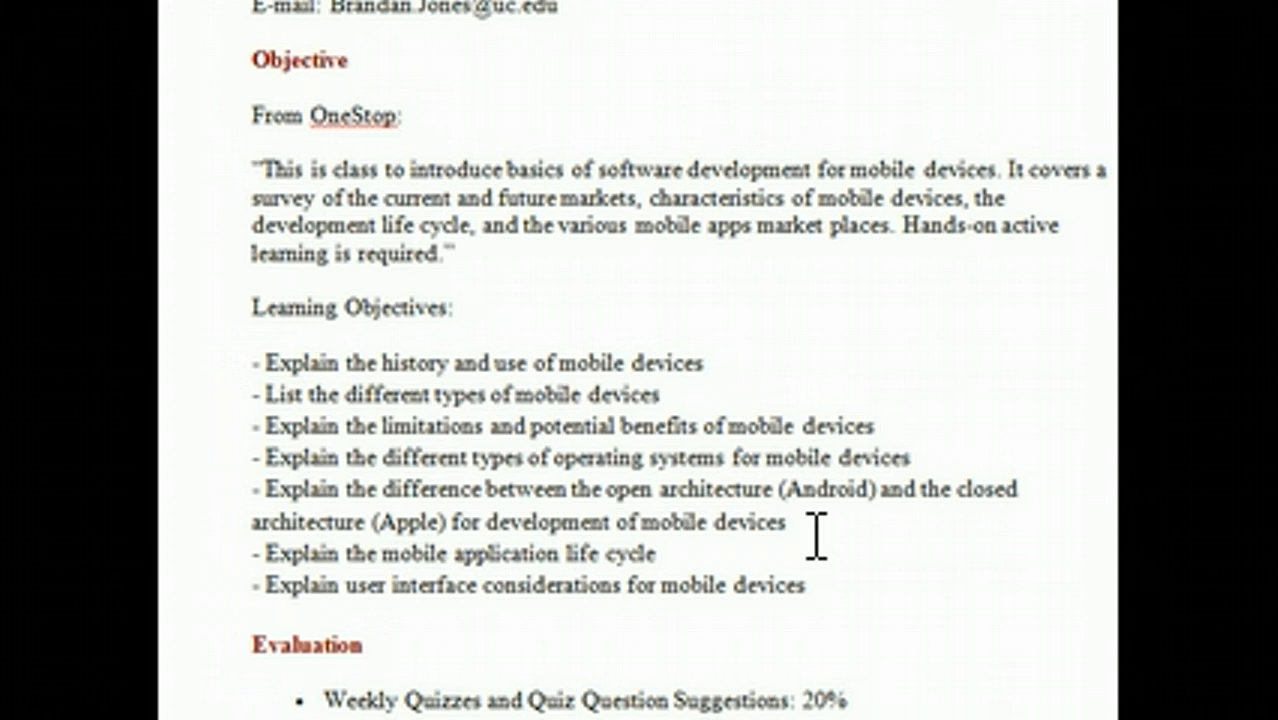 E-mail: Brandan.Jones@uc.edu
Objective
From OneStop:
"This is class to introduce basics of software development for mobile devices. It covers a
survey of the current and future markets, characteristics of mobile devices, the
development life cycle, and the various mobile apps market places. Hands-on active
learning is required."
Learning Objectives:
- Explain the history and use of mobile devices
- List the different types of mobile devices
- Explain the limitations and potential benefits of mobile devices
- Explain the different types of operating systems for mobile devices
- Explain the difference between the open architecture (Android) and the closed
architecture (Apple) for development of mobile devices
- Explain the mobile application life cycle
- Explain user interface considerations for mobile devices
Evaluation
• Weekly Quizzes and Quiz Question Suggestions: 20%